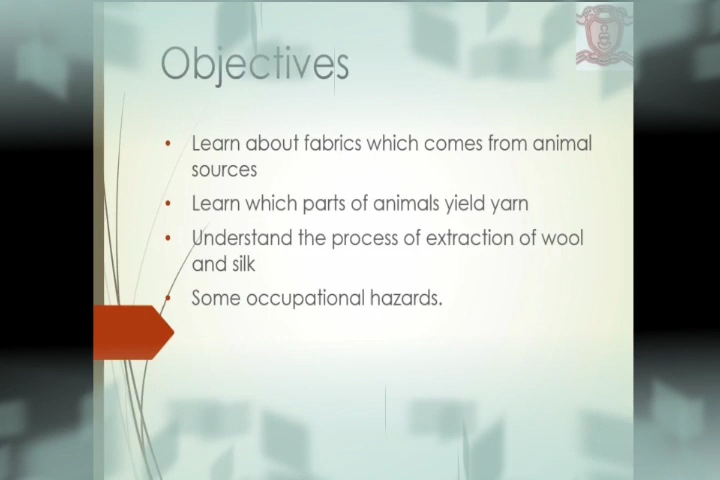 Objectives
• Learn about fabrics which comes from animal
sources
• Learn which parts of animals yield yarn
• Understand the process of extraction of wool
and silk
• Some occupational hazards.